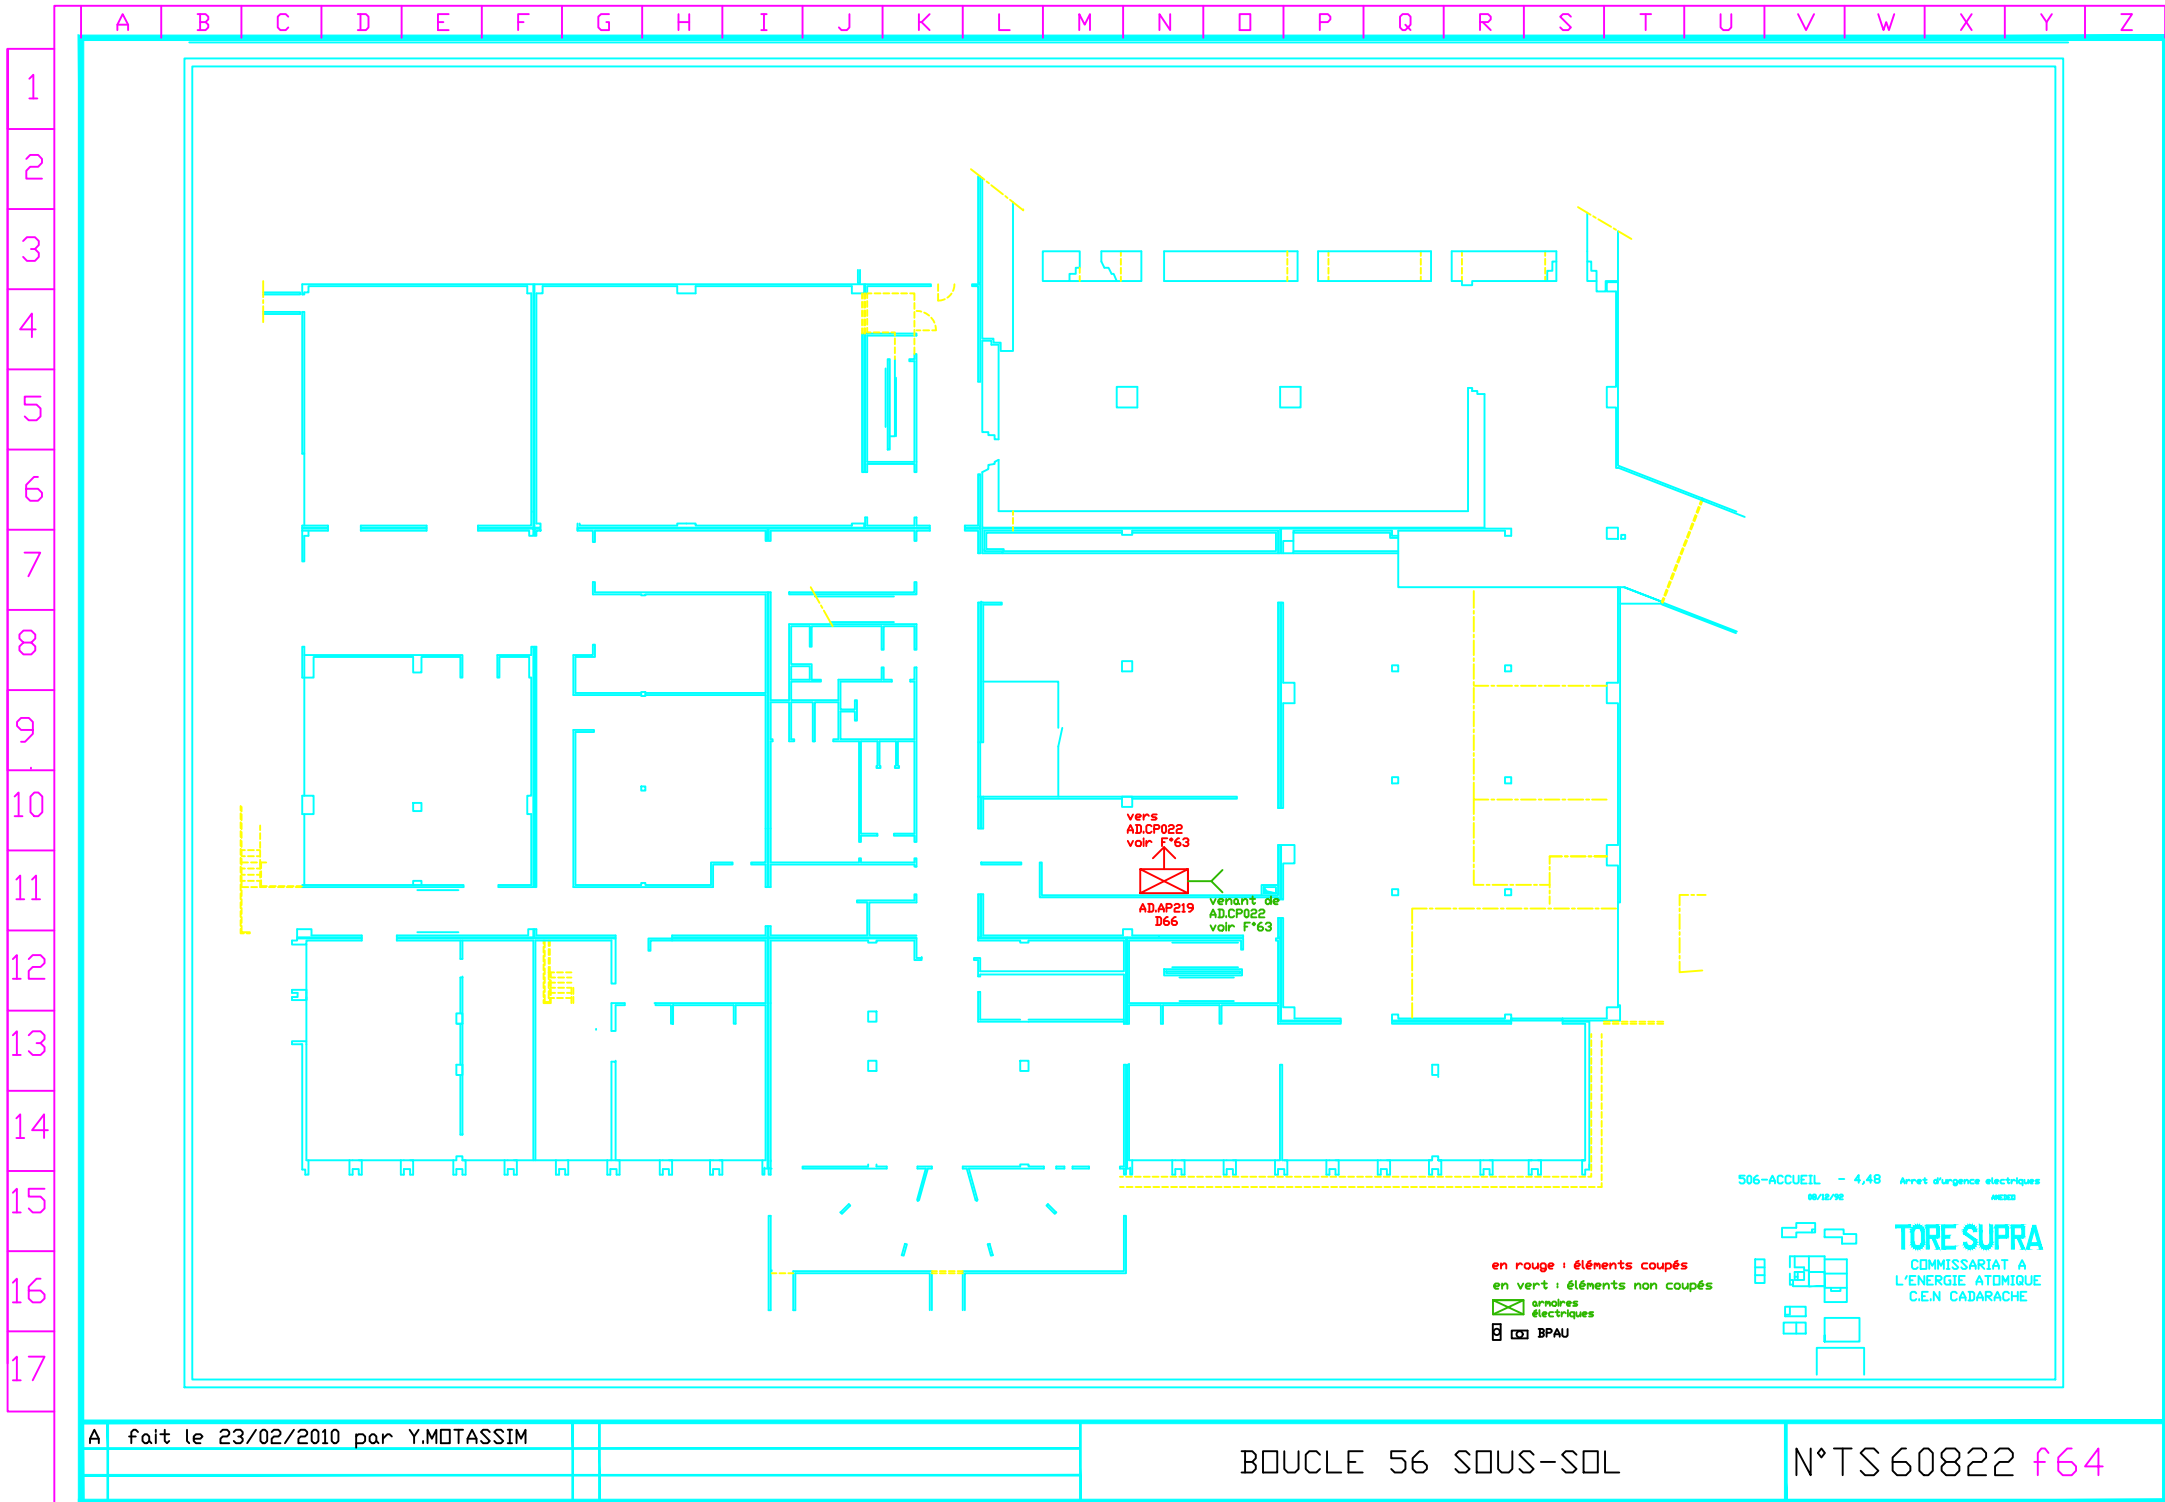 A B C D E F G H I J K L M N O P Q R S T U V W X Y Z
1
2
3
4
5
6
7
8
9
10
11
12
13
14
15
16
17
vers
AD.CP022
voir F°63
AD.AP219
D66
venant de
AD.CP022
voir F°63
506-ACCUEIL - 4,48 Arret d'urgence electriques
08/12/92
TORE SUPRA
COMMISSARIAT A
L'ENERGIE ATOMIQUE
C.E.N CADARACHE
en rouge : éléments coupés
en vert : éléments non coupés
armoires
électriques
BPAU
A fait le 23/02/2010 par Y.MOTASSIM
BOUCLE 56 SOUS-SOL
N°TS 60822 f64